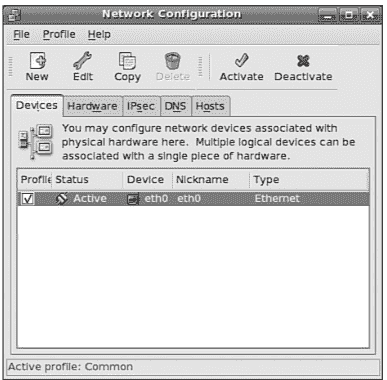 Network Configuration
File Profile Help
New Edit Copy Delete Activate Deactivate
Devices Hardware IPsec DNS Hosts
You may configure network devices associated with
physical hardware here. Multiple logical devices can be
associated with a single piece of hardware.
Profile Status Device Nickname Type
Active eth0 eth0 Ethernet
Active profile: Common